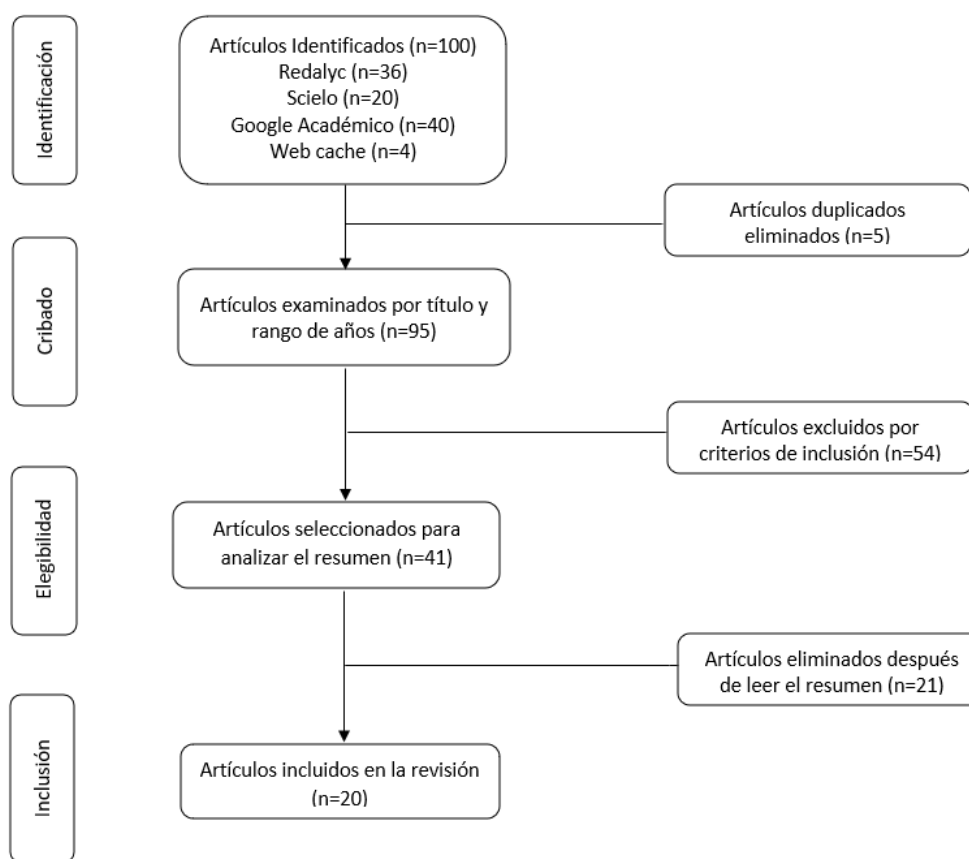 Identificación
Artículos Identificados (n=100)
Redalyc (n=36)
Scielo (n=20)
Google Académico (n=40)
Web cache (n=4)
Artículos duplicados
eliminados (n=5)
Cribado
Artículos examinados por título y
rango de años (n=95)
Artículos excluidos por
criterios de inclusión (n=54)
Elegibilidad
Artículos seleccionados para
analizar el resumen (n=41)
Artículos eliminados después
de leer el resumen (n=21)
Inclusión
Artículos incluidos en la revisión
(n=20)